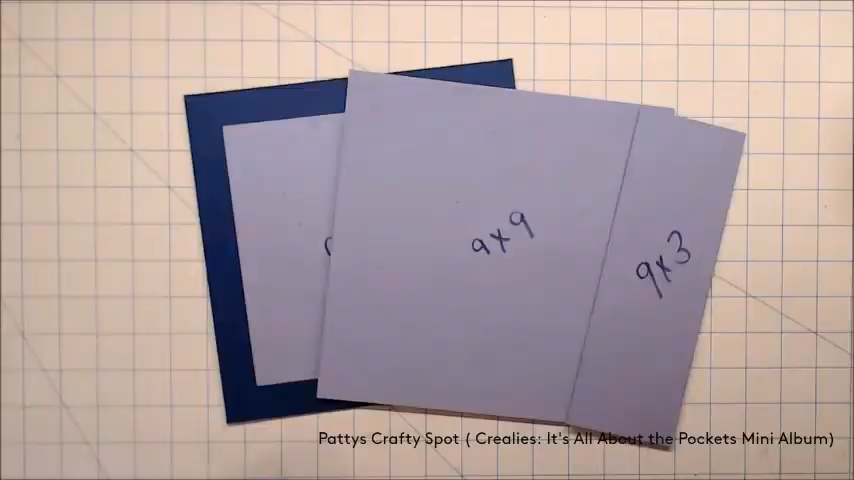 9x9
9x3
Pattys Crafty Spot ( Crealies: It's All About the Pockets Mini Album)